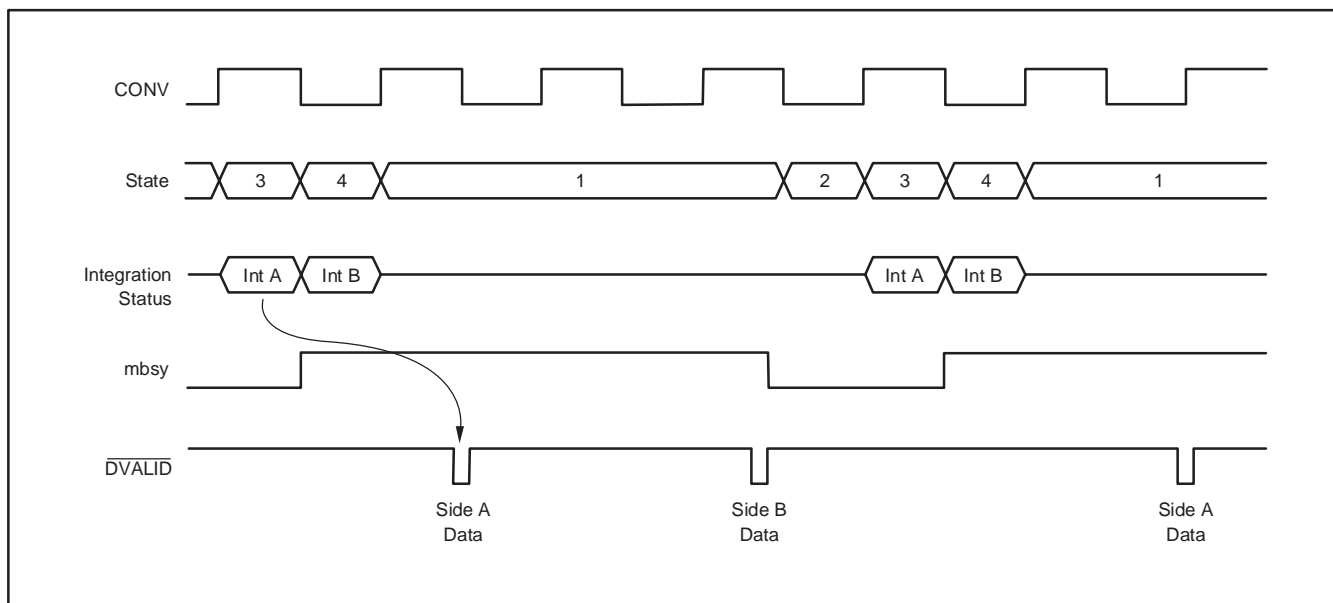 CONV
State
3
4
1
2
3
4
1
Integration
Status
Int A
Int B
Int A
Int B
mbsy
DVALID
Side A
Data
Side B
Data
Side A
Data